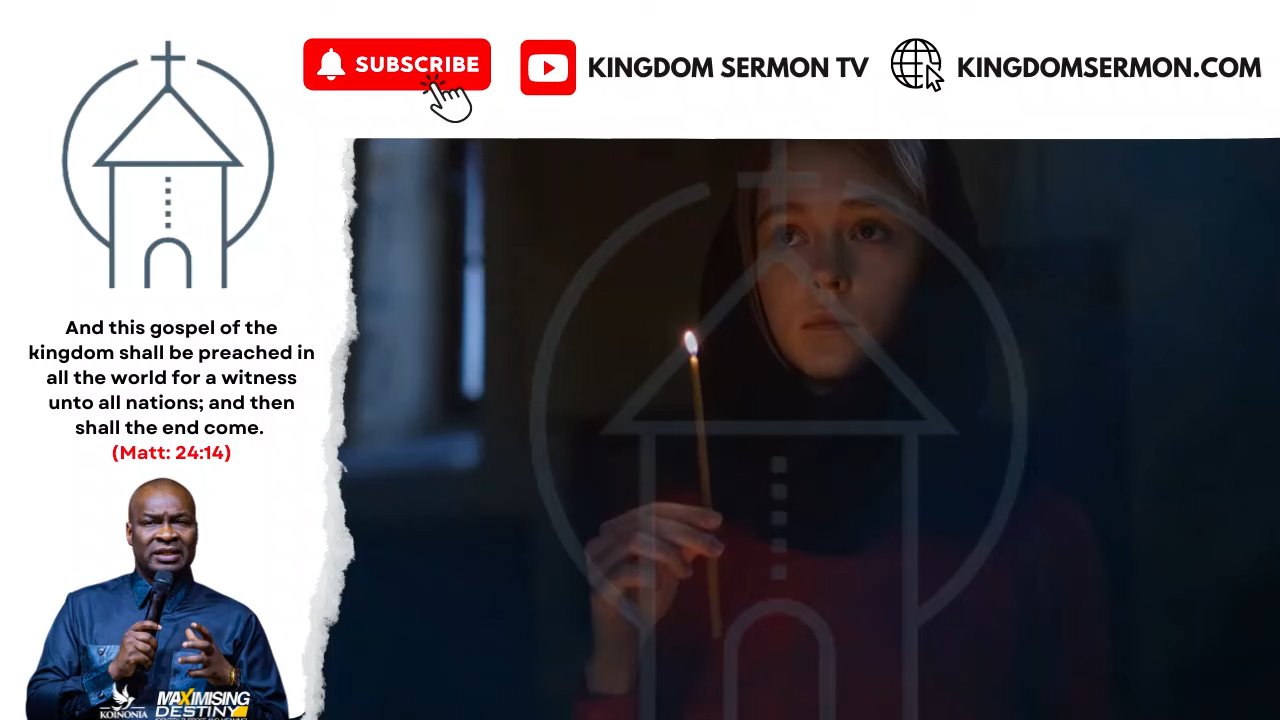 SUBSCRIBE
KINGDOM SERMON TV
KINGDOMSERMON.COM
And this gospel of the
kingdom shall be preached in
all the world for a witness
unto all nations; and then
shall the end come.
(Matt: 24:14)
KOINONIA
MAXIMISING
DESTINY